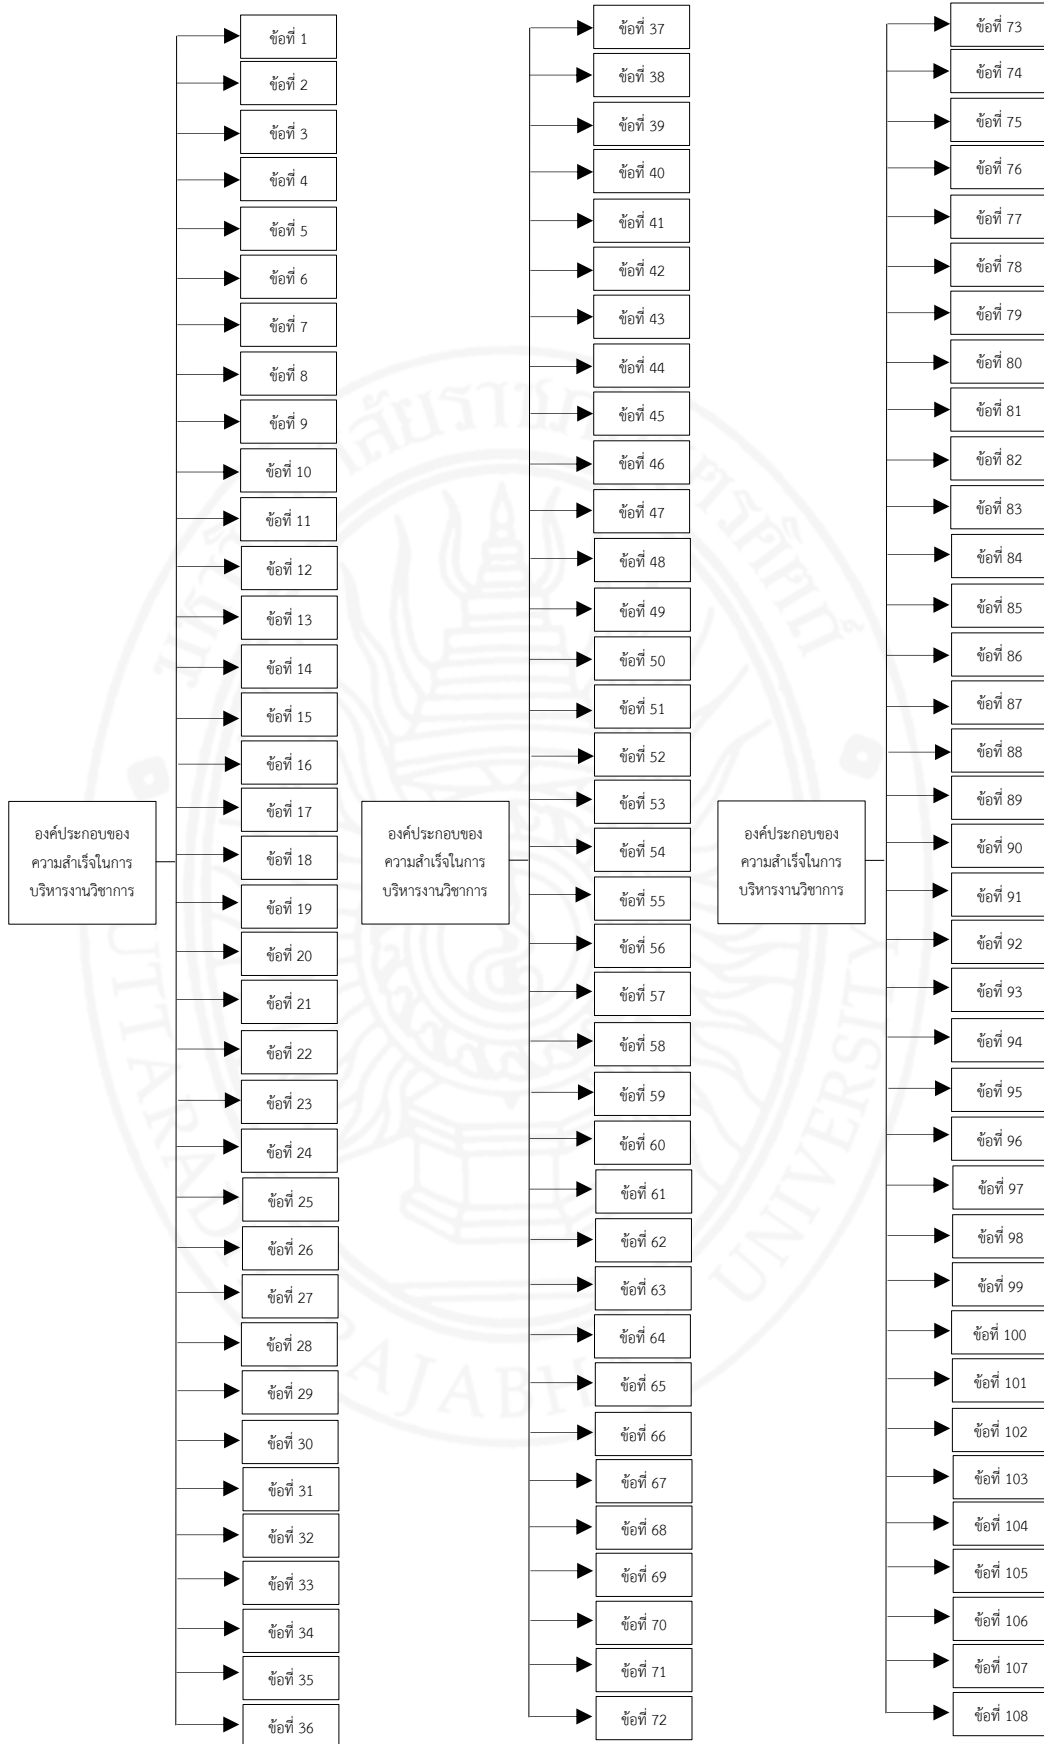 ข้อที่ 1
ข้อที่ 2
ข้อที่ 3
ข้อที่ 4
ข้อที่ 5
ข้อที่ 6
ข้อที่ 7
ข้อที่ 8
ข้อที่ 9
ข้อที่ 10
ข้อที่ 11
ข้อที่ 12
ข้อที่ 13
ข้อที่ 14
ข้อที่ 15
ข้อที่ 16
ข้อที่ 17
องค์ประกอบของ
ความสำเร็จในการ
บริหารงานวิชาการ
ข้อที่ 18
ข้อที่ 19
ข้อที่ 20
ข้อที่ 21
ข้อที่ 22
ข้อที่ 23
ข้อที่ 24
ข้อที่ 25
ข้อที่ 26
ข้อที่ 27
ข้อที่ 28
ข้อที่ 29
ข้อที่ 30
ข้อที่ 31
ข้อที่ 32
ข้อที่ 33
ข้อที่ 34
ข้อที่ 35
ข้อที่ 36
ข้อที่ 37
ข้อที่ 38
ข้อที่ 39
ข้อที่ 40
ข้อที่ 41
ข้อที่ 42
ข้อที่ 43
ข้อที่ 44
ข้อที่ 45
ข้อที่ 46
ข้อที่ 47
ข้อที่ 48
ข้อที่ 49
ข้อที่ 50
ข้อที่ 51
ข้อที่ 52
ข้อที่ 53
องค์ประกอบของ
ความสำเร็จในการ
บริหารงานวิชาการ
ข้อที่ 54
ข้อที่ 55
ข้อที่ 56
ข้อที่ 57
ข้อที่ 58
ข้อที่ 59
ข้อที่ 60
ข้อที่ 61
ข้อที่ 62
ข้อที่ 63
ข้อที่ 64
ข้อที่ 65
ข้อที่ 66
ข้อที่ 67
ข้อที่ 68
ข้อที่ 69
ข้อที่ 70
ข้อที่ 71
ข้อที่ 72
ข้อที่ 73
ข้อที่ 74
ข้อที่ 75
ข้อที่ 76
ข้อที่ 77
ข้อที่ 78
ข้อที่ 79
ข้อที่ 80
ข้อที่ 81
ข้อที่ 82
ข้อที่ 83
ข้อที่ 84
ข้อที่ 85
ข้อที่ 86
ข้อที่ 87
ข้อที่ 88
ข้อที่ 89
องค์ประกอบของ
ความสำเร็จในการ
บริหารงานวิชาการ
ข้อที่ 90
ข้อที่ 91
ข้อที่ 92
ข้อที่ 93
ข้อที่ 94
ข้อที่ 95
ข้อที่ 96
ข้อที่ 97
ข้อที่ 98
ข้อที่ 99
ข้อที่ 100
ข้อที่ 101
ข้อที่ 102
ข้อที่ 103
ข้อที่ 104
ข้อที่ 105
ข้อที่ 106
ข้อที่ 107
ข้อที่ 108
UNIVERSITY